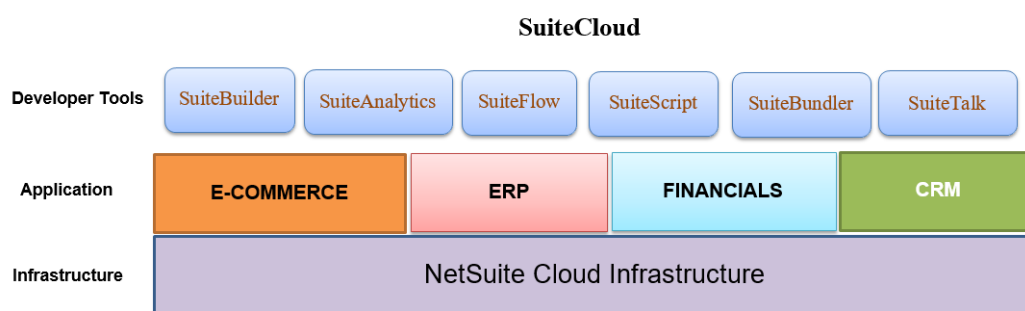 SuiteCloud
Developer Tools
SuiteBuilder
SuiteAnalytics
SuiteFlow
SuiteScript
SuiteBundler
SuiteTalk
Application
E-COMMERCE
ERP
FINANCIALS
CRM
Infrastructure
NetSuite Cloud Infrastructure